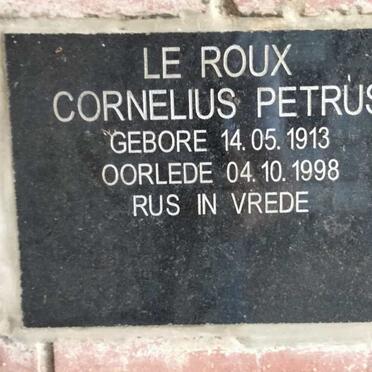 LE ROUX
CORNELIUS PETRUS
GEBORE 14.05.1913
OORLEDE 04.10.1998
RUS IN VREDE